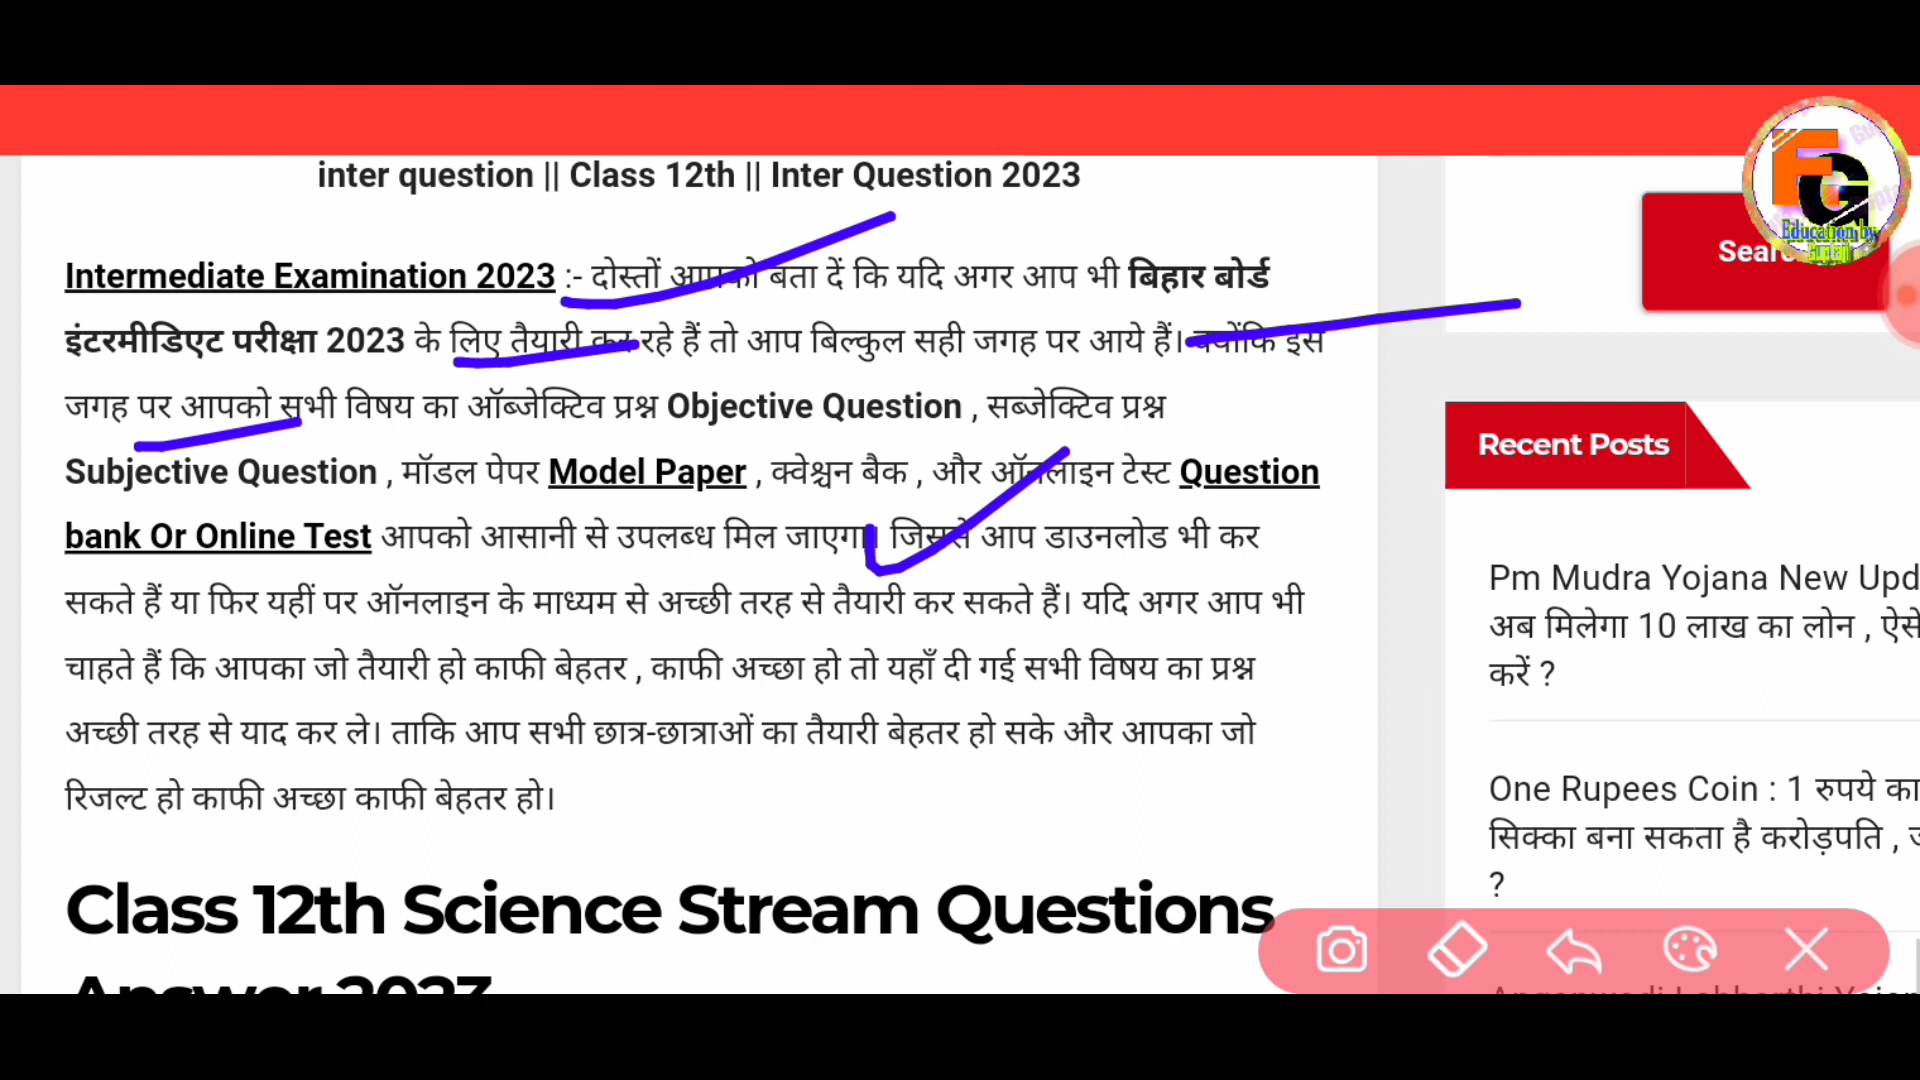 inter question || Class 12th || Inter Question 2023
Intermediate Examination 2023 :- दोस्तों आपको बता दें कि यदि अगर आप भी बिहार बोर्ड
इंटरमीडिएट परीक्षा 2023 के लिए तैयारी कर रहे हैं तो आप बिल्कुल सही जगह पर आये हैं। क्योंकि इस
जगह पर आपको सभी विषय का ऑब्जेक्टिव प्रश्न Objective Question , सब्जेक्टिव प्रश्न
Subjective Question , मॉडल पेपर Model Paper , क्वेश्चन बैक , और ऑनलाइन टेस्ट Question
bank Or Online Test आपको आसानी से उपलब्ध मिल जाएगा। जिससे आप डाउनलोड भी कर
सकते हैं या फिर यहीं पर ऑनलाइन के माध्यम से अच्छी तरह से तैयारी कर सकते हैं। यदि अगर आप भी
चाहते हैं कि आपका जो तैयारी हो काफी बेहतर , काफी अच्छा हो तो यहाँ दी गई सभी विषय का प्रश्न
अच्छी तरह से याद कर ले। ताकि आप सभी छात्र-छात्राओं का तैयारी बेहतर हो सके और आपका जो
रिजल्ट हो काफी अच्छा काफी बेहतर हो।
Class 12th Science Stream Questions
Answer 2023
EG
Education by
Recent Posts
Pm Mudra Yojana New
अब मिलेगा 10 लाख का लोन , ऐसे
करें ?
One Rupees Coin : 1 रुपये का
सिक्का बना सकता है करोड़पति ,
?